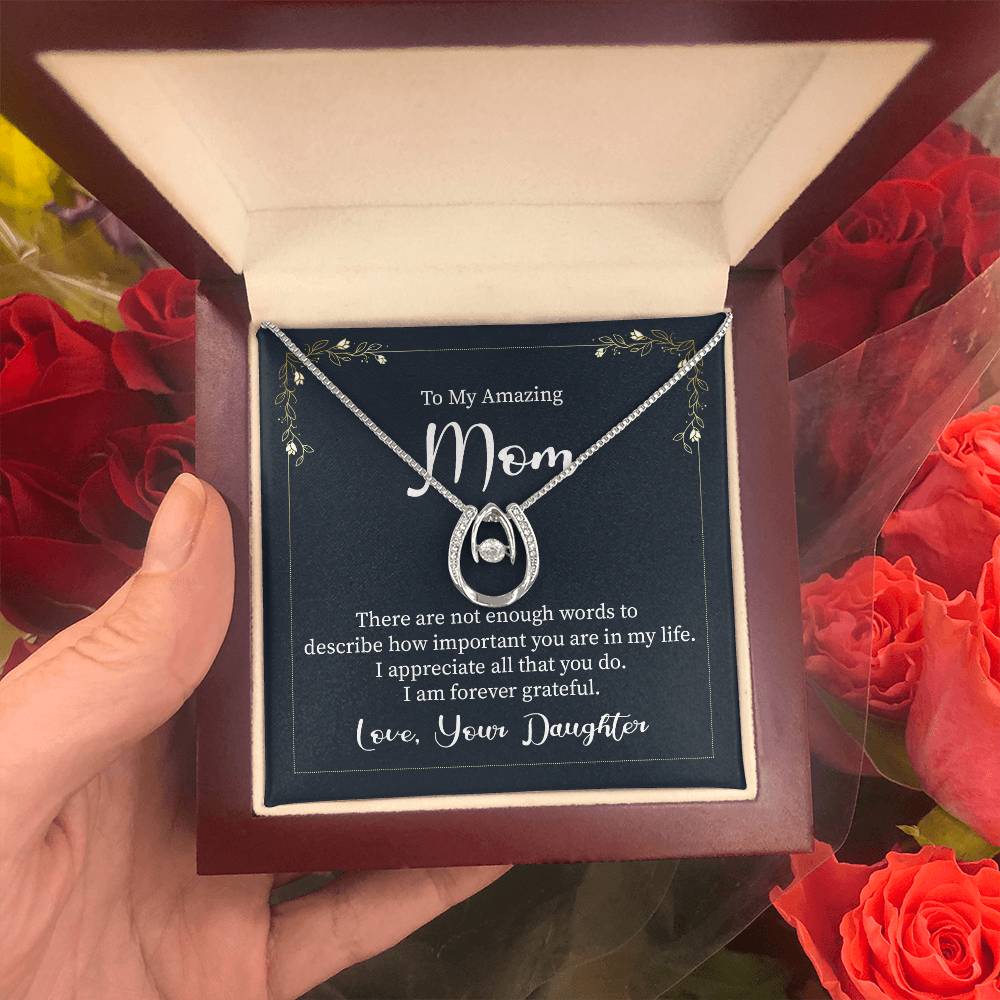 To My Amazing
Mom
There are not enough words to
describe how important you are in my life.
I appreciate all that you do.
I am forever grateful.
Love, Your Daughter